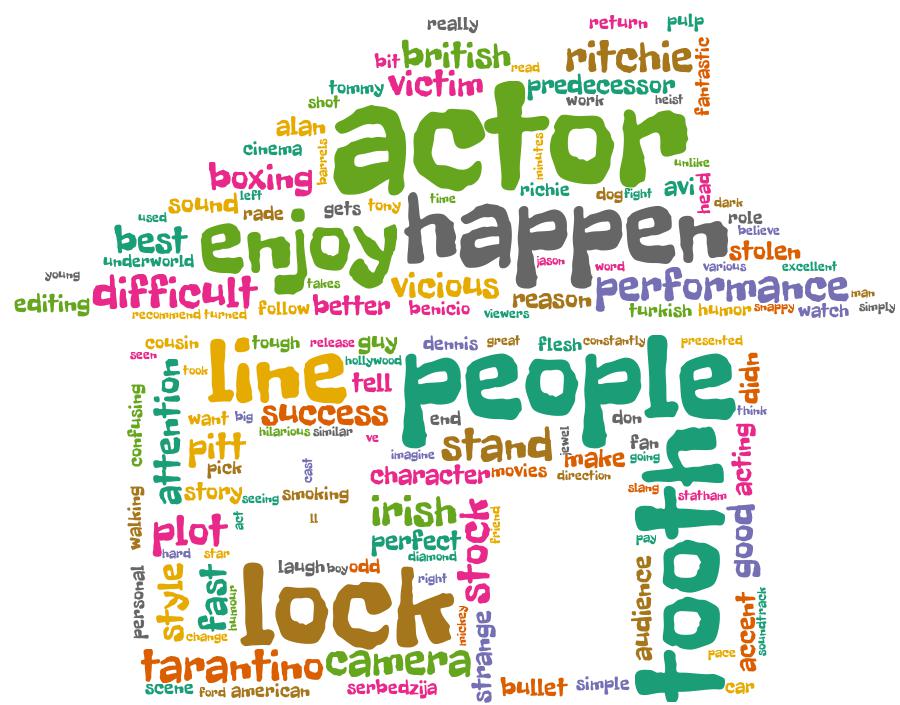 really return pulp
bit british read ritchie fantastic
tommy victim predecessor
shot work heist
alan actor
cinema barrels minutes unlike
boxing left richie dog fight avi head
sound time dark
used rade gets tony happen role
best enjoy believe
underworld jason word various stolen
young takes vicious excellent
editing difficult reason performance man
recommend turned follow better benicio viewers turkish humor snappy watch simply
cousin tough release guy dennis great flesh constantly presented
seen line hollywood people
took tell didn
confusing attention want big success end don think
hilarious similar ve
pitt imagine stand jewel fan acting
pick cast character movies make going
direction tooth
story seeing smoking slang statham
walking act ll irish stock friend good
plot perfect pay
hard star diamond
laugh boy odd right audience
personal style fast humour lock mickey accent soundtrack
change strange
tarantino camera pace
scene ford american serbedzija bullet simple car